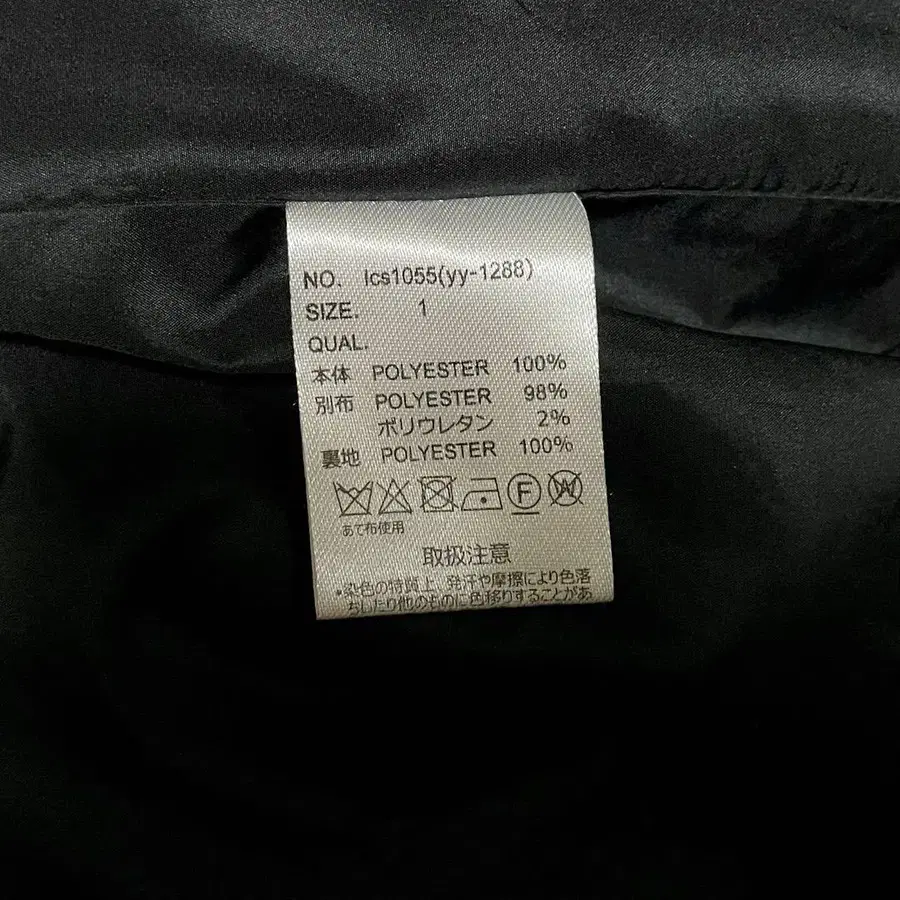 NO. lcs1055(yy-1288)
SIZE. 1
QUAL.
本体 POLYESTER 100%
別布 POLYESTER 98%
ポリウレタン 2%
裏地 POLYESTER 100%
F W
あて布使用
取扱注意
・染色の特質上、発汗や摩擦により色落
ちしたり他のものに色移りすることがあ